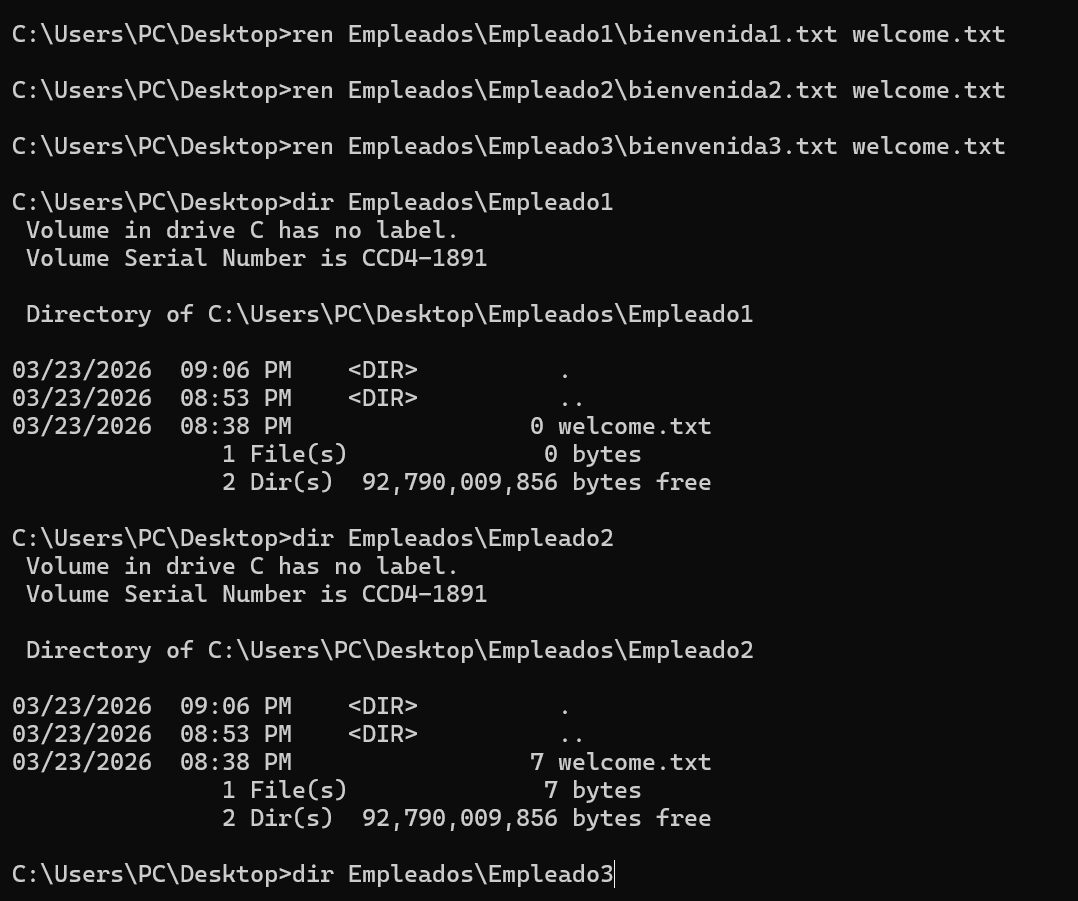 C:\Users\PC\Desktop>ren Empleados\Empleado1\bienvenida1.txt welcome.txt
C:\Users\PC\Desktop>ren Empleados\Empleado2\bienvenida2.txt welcome.txt
C:\Users\PC\Desktop>ren Empleados\Empleado3\bienvenida3.txt welcome.txt
C:\Users\PC\Desktop>dir Empleados\Empleado1
 Volume in drive C has no label.
 Volume Serial Number is CCD4-1891
 Directory of C:\Users\PC\Desktop\Empleados\Empleado1
03/23/2026  09:06 PM    <DIR>          .
03/23/2026  08:53 PM    <DIR>          ..
03/23/2026  08:38 PM                 0 welcome.txt
               1 File(s)              0 bytes
               2 Dir(s)  92,790,009,856 bytes free
C:\Users\PC\Desktop>dir Empleados\Empleado2
 Volume in drive C has no label.
 Volume Serial Number is CCD4-1891
 Directory of C:\Users\PC\Desktop\Empleados\Empleado2
03/23/2026  09:06 PM    <DIR>          .
03/23/2026  08:53 PM    <DIR>          ..
03/23/2026  08:38 PM                 7 welcome.txt
               1 File(s)              7 bytes
               2 Dir(s)  92,790,009,856 bytes free
C:\Users\PC\Desktop>dir Empleados\Empleado3